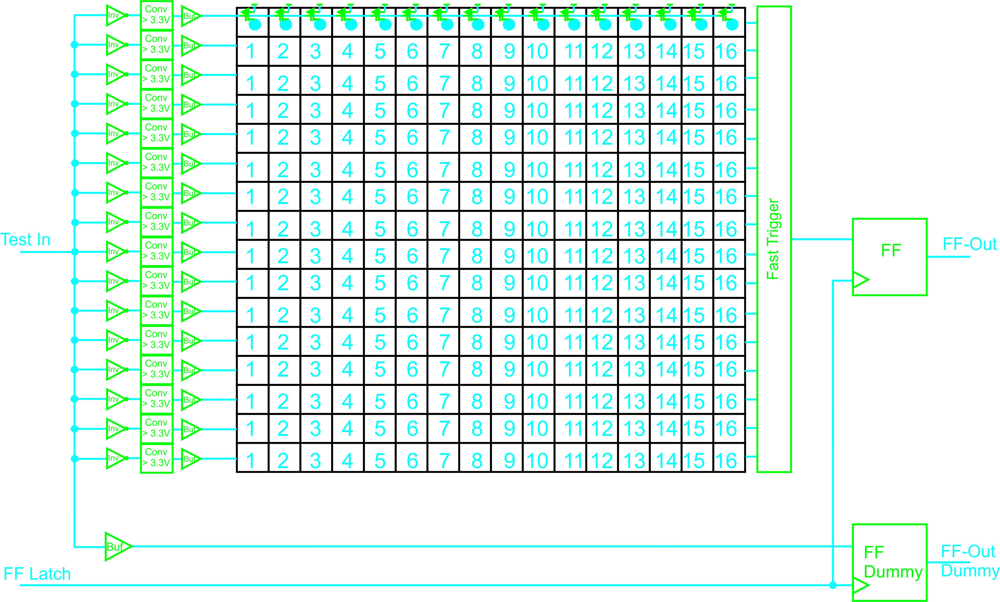 Conv
Inv > 3.3V Buf
Conv
Inv > 3.3V Buf 1 2 3 4 5 6 7 8 9 10 11 12 13 14 15 16
Conv
Inv > 3.3V Buf 1 2 3 4 5 6 7 8 9 10 11 12 13 14 15 16
Conv
Inv > 3.3V Buf 1 2 3 4 5 6 7 8 9 10 11 12 13 14 15 16
Conv
Inv > 3.3V Buf 1 2 3 4 5 6 7 8 9 10 11 12 13 14 15 16
Conv
Inv > 3.3V Buf 1 2 3 4 5 6 7 8 9 10 11 12 13 14 15 16
Conv
Inv > 3.3V Buf 1 2 3 4 5 6 7 8 9 10 11 12 13 14 15 16
Conv
Inv > 3.3V Buf 1 2 3 4 5 6 7 8 9 10 11 12 13 14 15 16
Test In
Conv
Inv > 3.3V Buf 1 2 3 4 5 6 7 8 9 10 11 12 13 14 15 16
Fast Trigger
FF
FF-Out
Conv
Inv > 3.3V Buf 1 2 3 4 5 6 7 8 9 10 11 12 13 14 15 16
Conv
Inv > 3.3V Buf 1 2 3 4 5 6 7 8 9 10 11 12 13 14 15 16
Conv
Inv > 3.3V Buf 1 2 3 4 5 6 7 8 9 10 11 12 13 14 15 16
Conv
Inv > 3.3V Buf 1 2 3 4 5 6 7 8 9 10 11 12 13 14 15 16
Conv
Inv > 3.3V Buf 1 2 3 4 5 6 7 8 9 10 11 12 13 14 15 16
Conv
Inv > 3.3V Buf 1 2 3 4 5 6 7 8 9 10 11 12 13 14 15 16
Conv
Inv > 3.3V Buf 1 2 3 4 5 6 7 8 9 10 11 12 13 14 15 16
Buf
FF
Dummy
FF-Out
Dummy
FF Latch